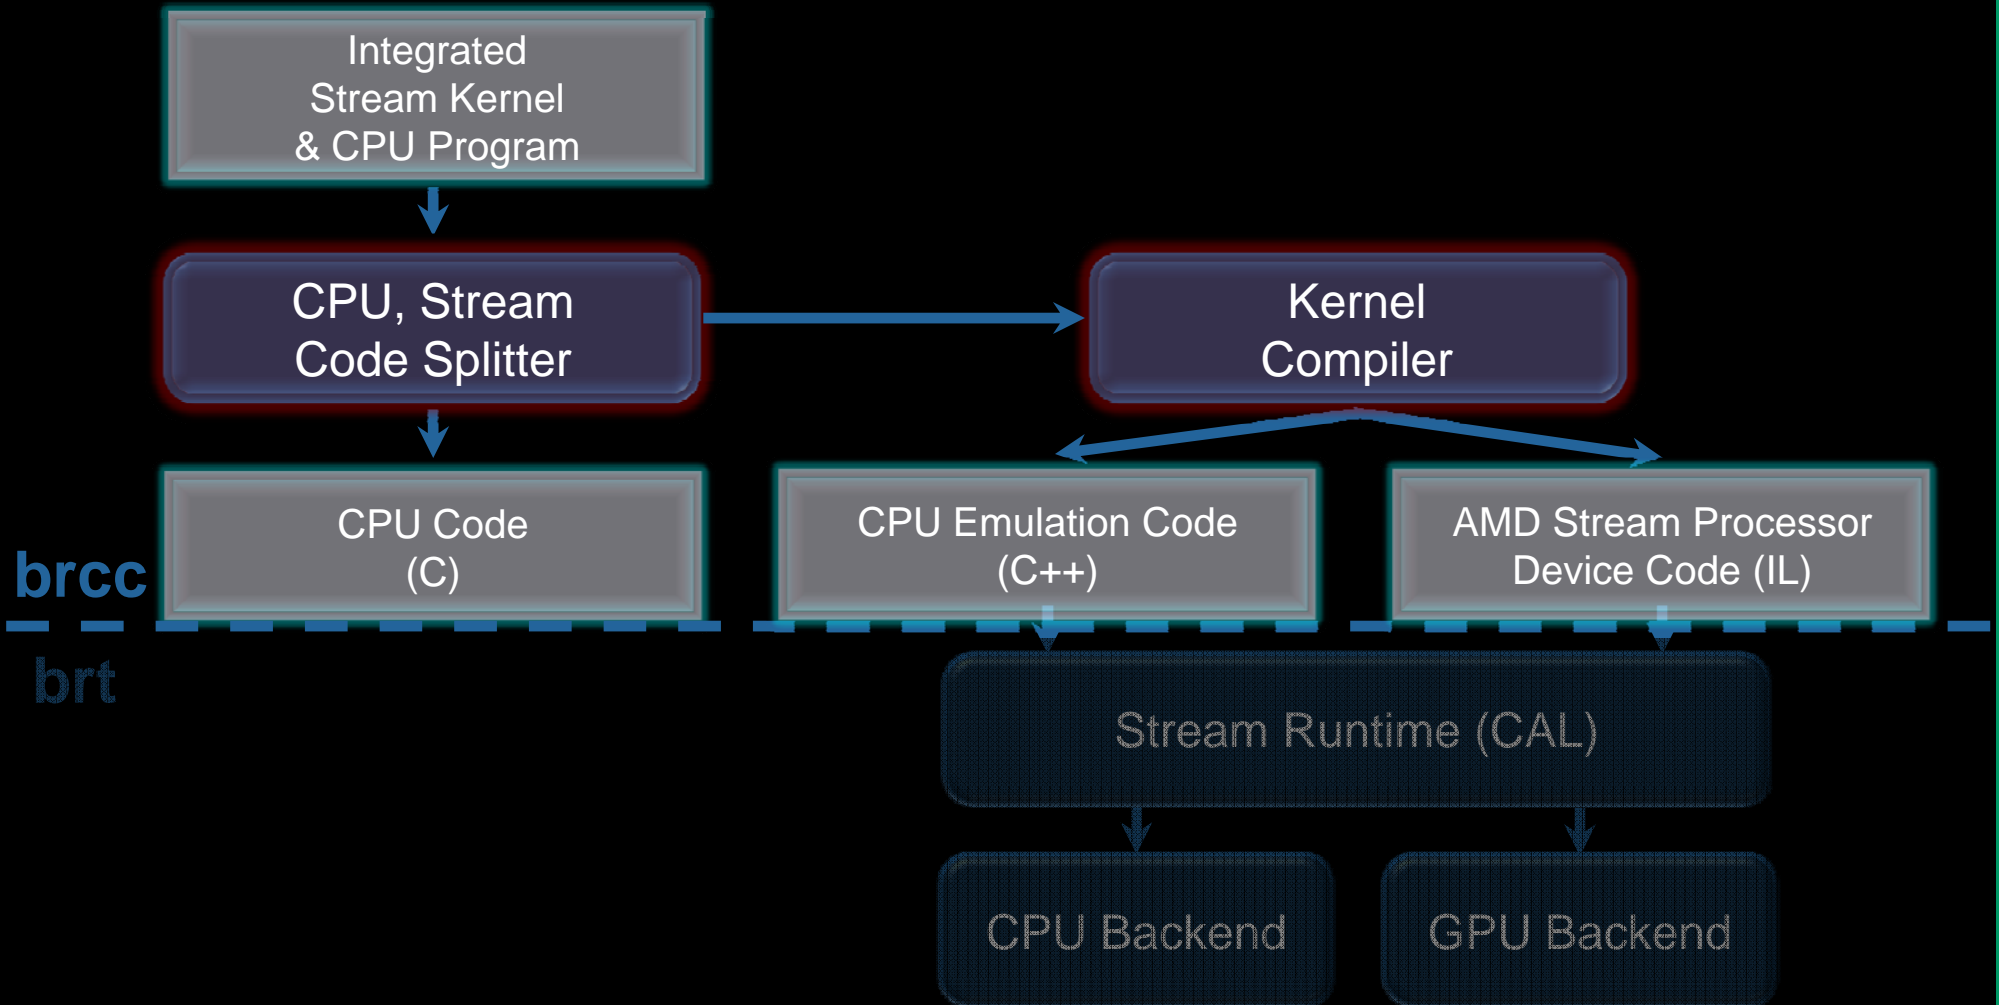 Integrated
Stream Kernel
& CPU Program
CPU, Stream
Code Splitter
Kernel
Compiler
CPU Code
(C)
CPU Emulation Code
(C++)
AMD Stream Processor
Device Code (IL)
brcc
brt
Stream Runtime (CAL)
CPU Backend
GPU Backend